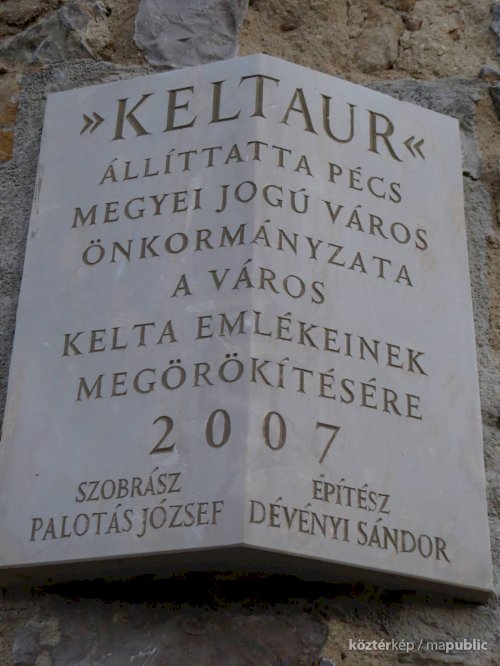 »KELTAUR«
ÁLLÍTTATTA PÉCS
MEGYEI JOGÚ VÁROS
ÖNKORMÁNYZATA
A VÁROS
KELTA EMLÉKEINEK
MEGÖRÖKÍTÉSÉRE
2007
SZOBRÁSZ
PALOTÁS JÓZSEF
ÉPÍTÉSZ
DÉVÉNYI SÁNDOR
köztérkép / mapublic